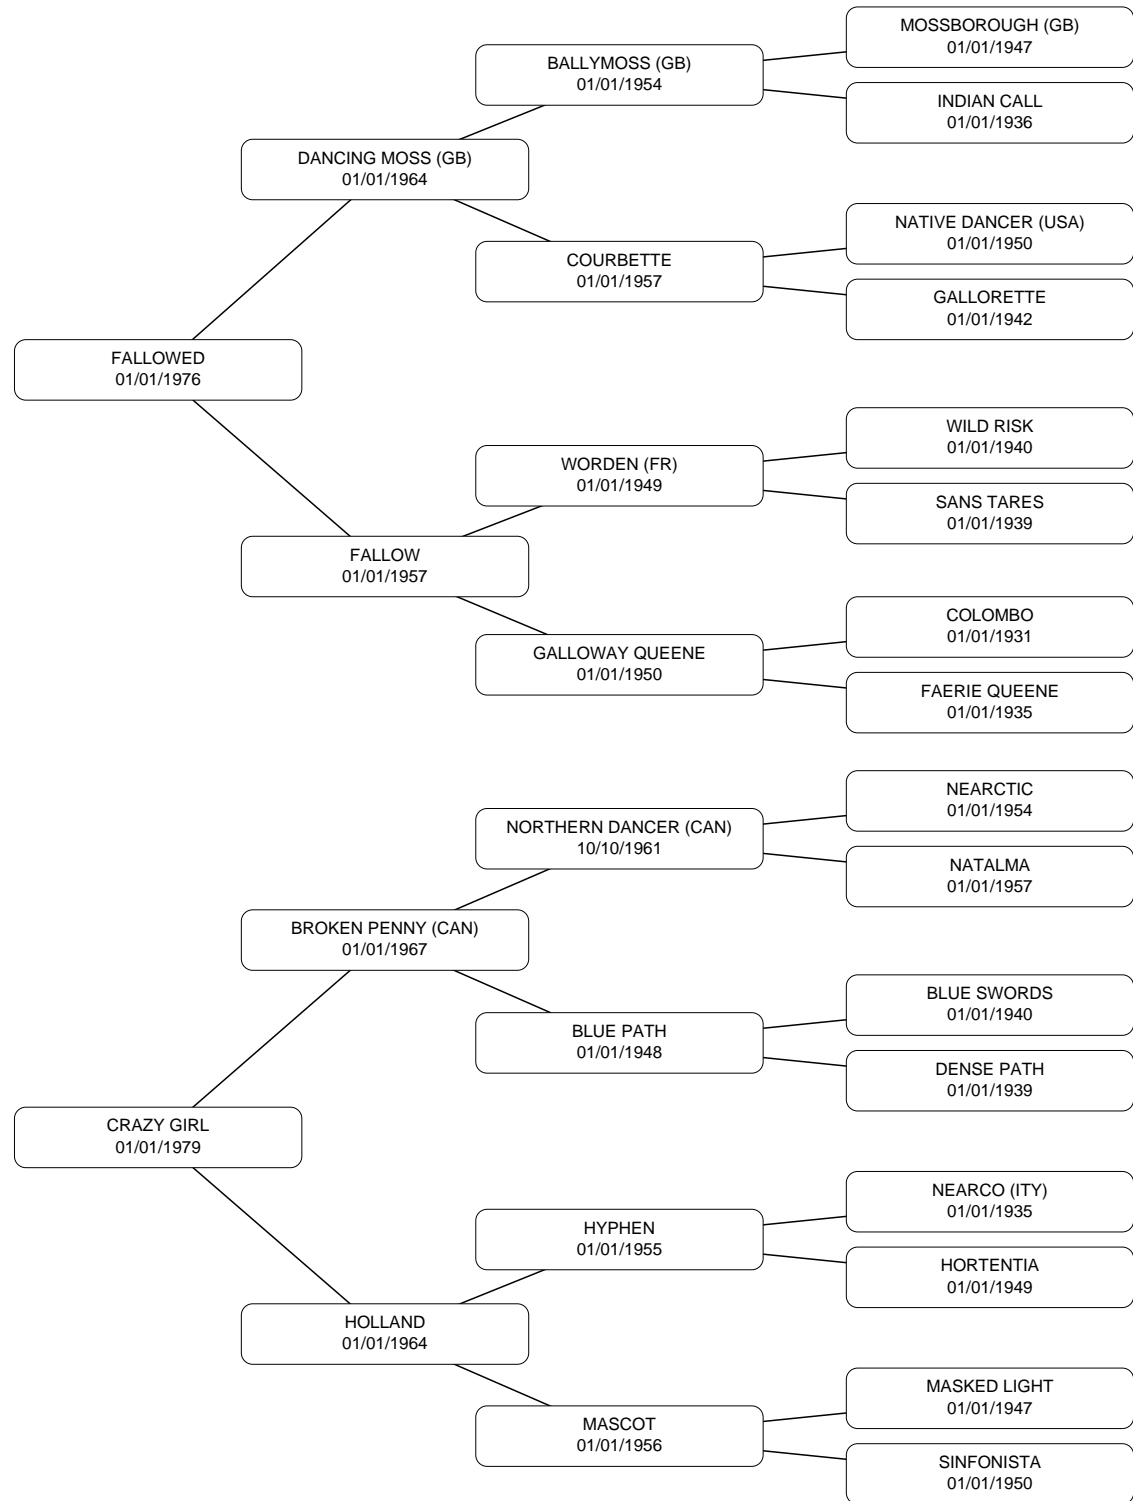 MOSSBOROUGH (GB)
01/01/1947
BALLYMOSS (GB)
01/01/1954
INDIAN CALL
01/01/1936
DANCING MOSS (GB)
01/01/1964
NATIVE DANCER (USA)
01/01/1950
COURBETTE
01/01/1957
GALLORETTE
01/01/1942
FALLOWED
01/01/1976
WILD RISK
01/01/1940
WORDEN (FR)
01/01/1949
SANS TARES
01/01/1939
FALLOW
01/01/1957
COLOMBO
01/01/1931
GALLOWAY QUEENE
01/01/1950
FAERIE QUEENE
01/01/1935
NEARCTIC
01/01/1954
NORTHERN DANCER (CAN)
10/10/1961
NATALMA
01/01/1957
BROKEN PENNY (CAN)
01/01/1967
BLUE SWORDS
01/01/1940
BLUE PATH
01/01/1948
DENSE PATH
01/01/1939
CRAZY GIRL
01/01/1979
NEARCO (ITY)
01/01/1935
HYPHEN
01/01/1955
HORTENTIA
01/01/1949
HOLLAND
01/01/1964
MASKED LIGHT
01/01/1947
MASCOT
01/01/1956
SINFONISTA
01/01/1950